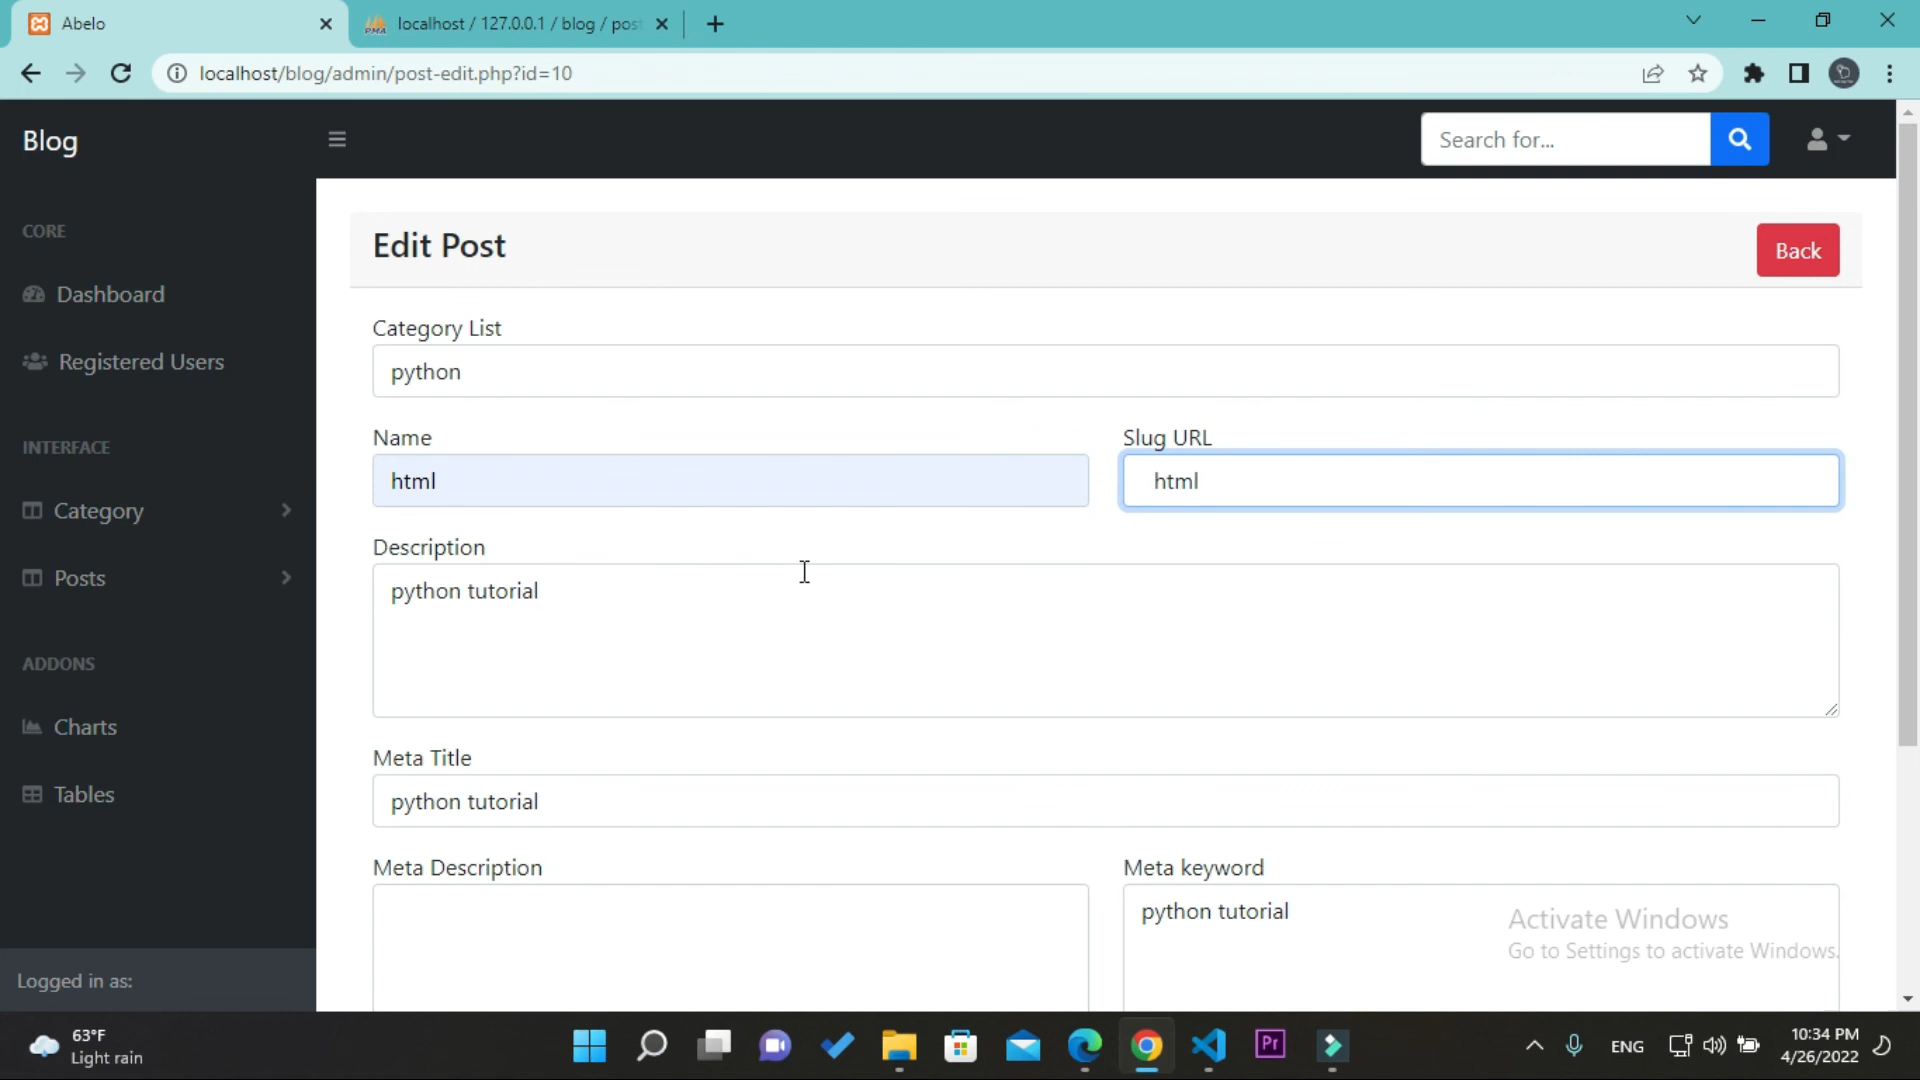 Abelo
localhost / 127.0.0.1 / blog / post
localhost/blog/admin/post-edit.php?id=10
Blog
Search for...
CORE
Dashboard
Registered Users
INTERFACE
Category
Posts
ADDONS
Charts
Tables
Logged in as:
Edit Post
Back
Category List
python
Name
Slug URL
html
html
Description
python tutorial
Meta Title
python tutorial
Meta Description
Meta keyword
python tutorial
Activate Windows
Go to Settings to activate Windows.
63°F
Light rain
Pr
ENG
10:34 PM
4/26/2022